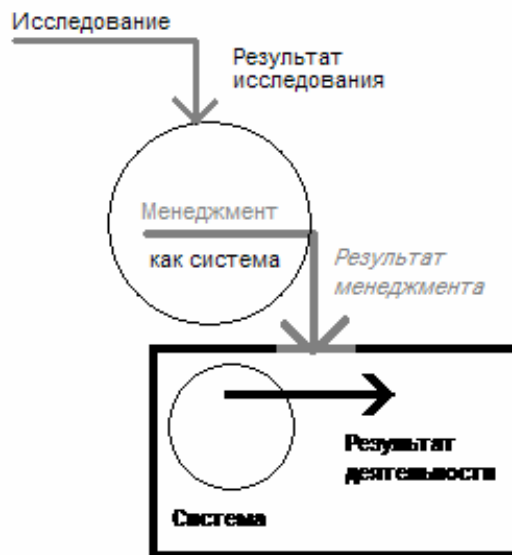 Исследование
Результат
исследования
Менеджмент
как система
Результат
менеджмента
Результат
деятельности
Система